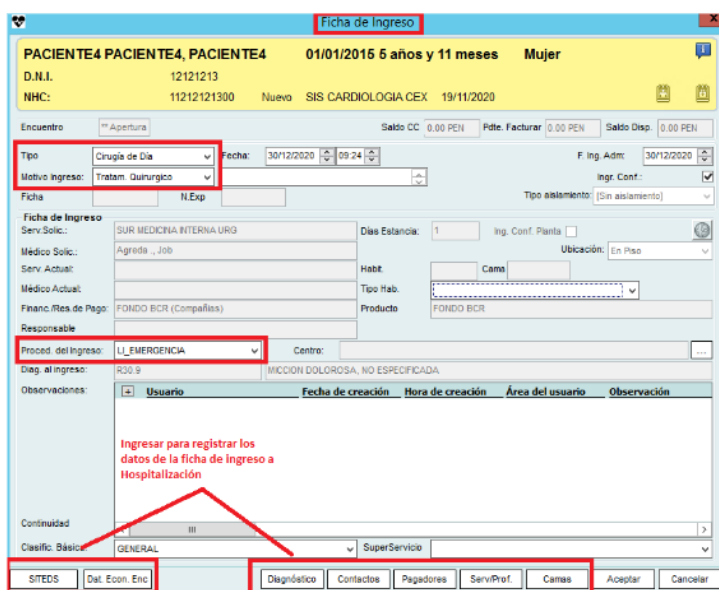 Ficha de Ingreso
PACIENTE4 PACIENTE4, PACIENTE4 01/01/2015 5 años y 11 meses Mujer
D.N.I. 12121213
NHC: 11212121300 Nuevo SIS CARDIOLOGIA CEX 19/11/2020
Encuentro ** Apertura Saldo CC 0.00 PEN Pdte. Facturar 0.00 PEN Saldo Disp. 0.00 PEN
Tipo Cirugía de Día Fecha: 30/12/2020 09:24 F. Ing. Adm: 30/12/2020
Motivo Ingreso: Tratam. Quirurgico Ingr. Conf.:
Ficha N.Exp Tipo aislamiento: [Sin aislamiento]
Ficha de Ingreso
Serv.Solic.: SUR MEDICINA INTERNA URG Días Estancia: 1 Ing. Conf. Planta
Médico Solic.: Agreda ., Job Ubicación: En Piso
Serv. Actual: Habit. Cama
Médico Actual: Tipo Hab.
Financ./Res.de Pago: FONDO BCR (Compañías) Producto FONDO BCR
Responsable
Proced. del Ingreso: LI_EMERGENCIA Centro: ...
Diag. al ingreso: R30.9 MICCION DOLOROSA, NO ESPECIFICADA
Observaciones: Usuario Fecha de creación Hora de creación Área del usuario Observación
Ingresar para registrar los
datos de la ficha de ingreso a
Hospitalización
Continuidad
Clasific. Básica: GENERAL SuperServicio
SITEDS Dat. Econ. Enc Diagnóstico Contactos Pagadores Serv/Prof. Camas Aceptar Cancelar